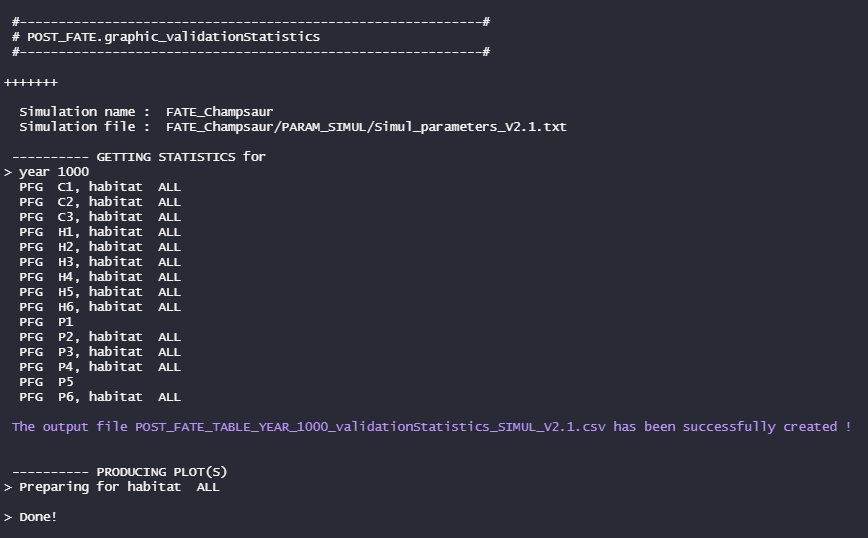 #------------------------------------------------------------#
# POST_FATE.graphic_validationStatistics
#------------------------------------------------------------#
+++++++
Simulation name :  FATE_Champsaur
Simulation file :  FATE_Champsaur/PARAM_SIMUL/Simul_parameters_V2.1.txt
---------- GETTING STATISTICS for
> year 1000
PFG  C1, habitat  ALL
PFG  C2, habitat  ALL
PFG  C3, habitat  ALL
PFG  H1, habitat  ALL
PFG  H2, habitat  ALL
PFG  H3, habitat  ALL
PFG  H4, habitat  ALL
PFG  H5, habitat  ALL
PFG  H6, habitat  ALL
PFG  P1
PFG  P2, habitat  ALL
PFG  P3, habitat  ALL
PFG  P4, habitat  ALL
PFG  P5
PFG  P6, habitat  ALL
The output file POST_FATE_TABLE_YEAR_1000_validationStatistics_SIMUL_V2.1.csv has been successfully created !
---------- PRODUCING PLOT(S)
> Preparing for habitat  ALL
> Done!